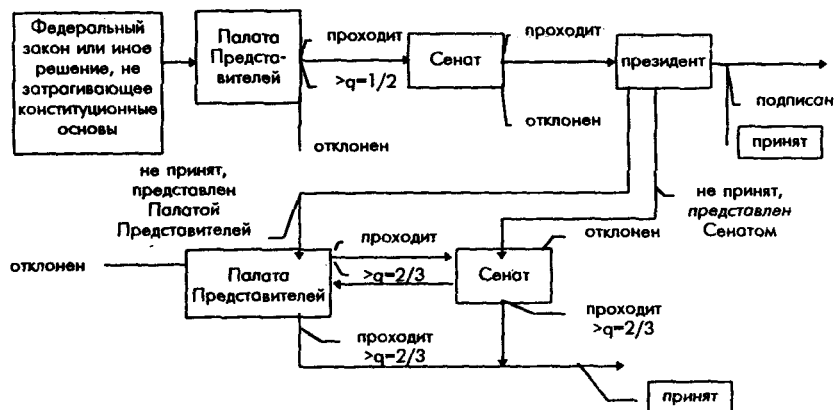 Федеральный
закон или иное
решение, не
затрагивающее
конституционные
основы
Палата
Представи-
телей
проходит
>q=1/2
отклонен
Сенат
проходит
отклонен
президент
подписан
принят
не принят,
представлен
Палатой
Представителей
не принят,
представлен
Сенатом
отклонен
Палата
Представителей
проходит
>q=2/3
Сенат
отклонен
проходит
>q=2/3
проходит
>q=2/3
принят